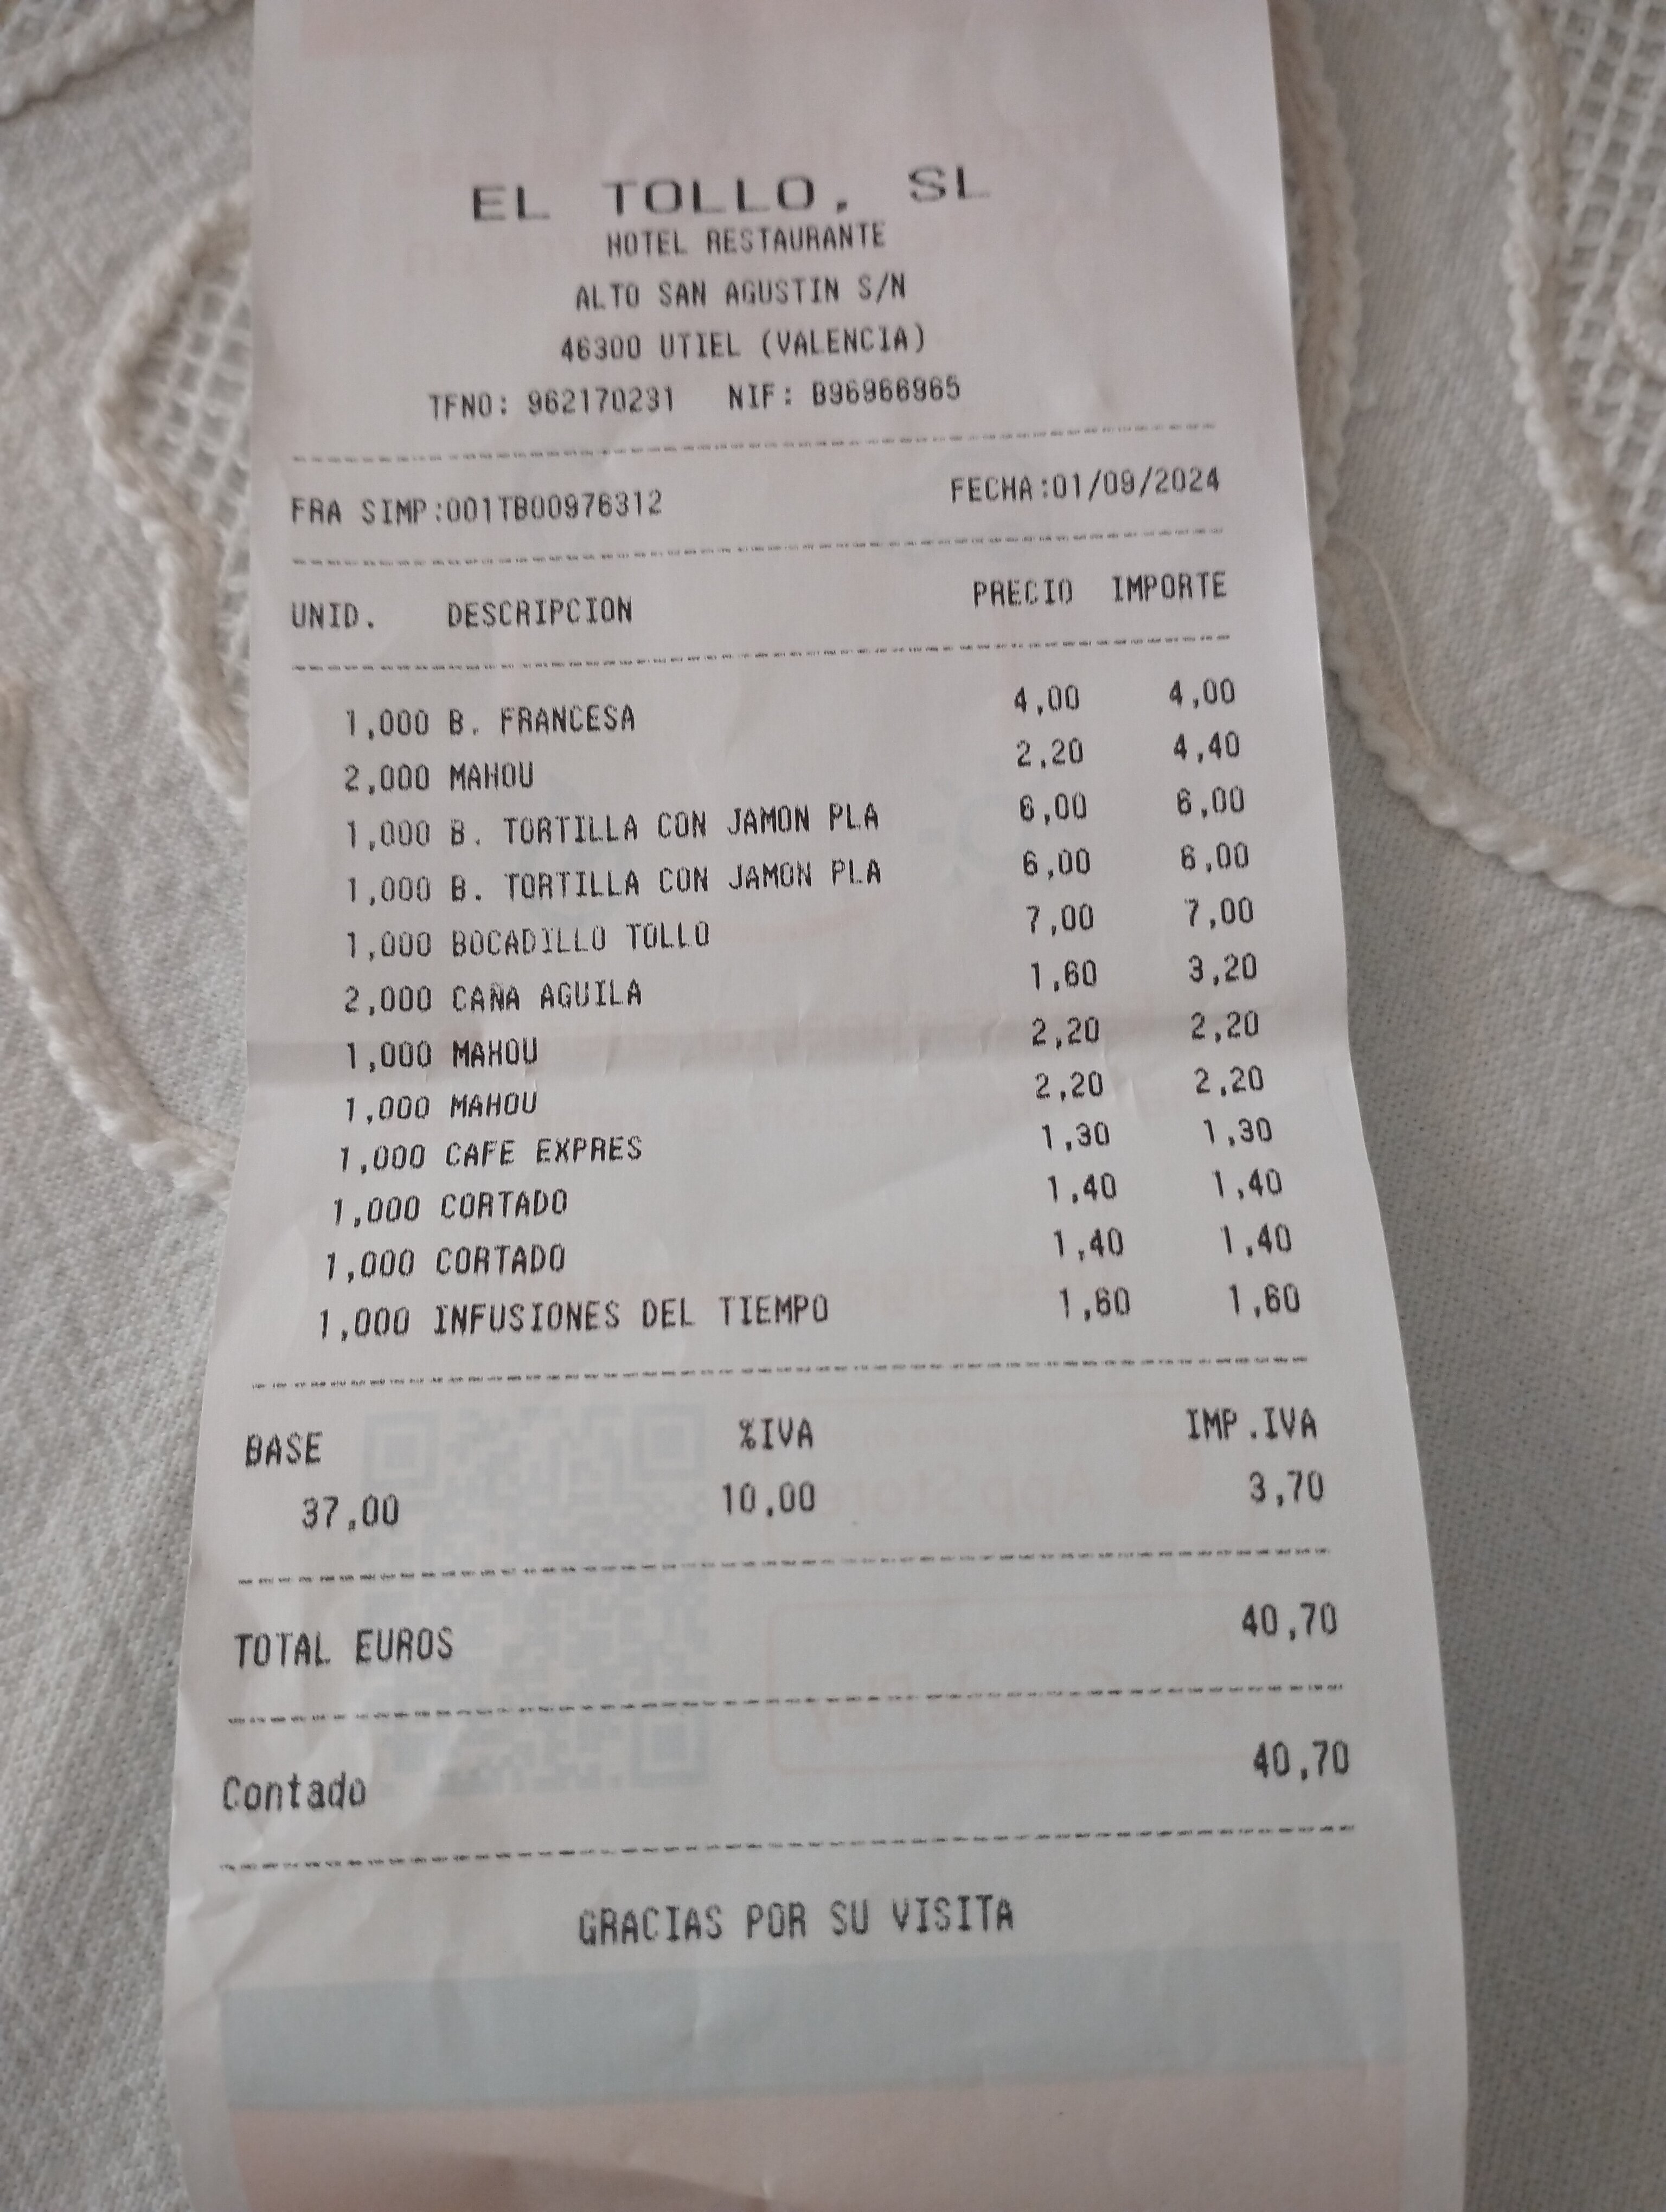 EL TOLLO, SL
HOTEL RESTAURANTE
ALTO SAN AGUSTIN S/N
46300 UTIEL (VALENCIA)
TFNO: 962170231 NIF: B96966965
FRA SIMP:001TB00976312 FECHA:01/09/2024
UNID. DESCRIPCION PRECIO IMPORTE
1,000 B. FRANCESA 4,00 4,00
2,000 MAHOU 2,20 4,40
1,000 B. TORTILLA CON JAMON PLA 6,00 6,00
1,000 B. TORTILLA CON JAMON PLA 6,00 6,00
1,000 BOCADILLO TOLLO 7,00 7,00
2,000 CAÑA AGUILA 1,60 3,20
1,000 MAHOU 2,20 2,20
1,000 MAHOU 2,20 2,20
1,000 CAFE EXPRES 1,30 1,30
1,000 CORTADO 1,40 1,40
1,000 CORTADO 1,40 1,40
1,000 INFUSIONES DEL TIEMPO 1,60 1,60
BASE %IVA IMP.IVA
37,00 10,00 3,70
TOTAL EUROS 40,70
Contado 40,70
GRACIAS POR SU VISITA